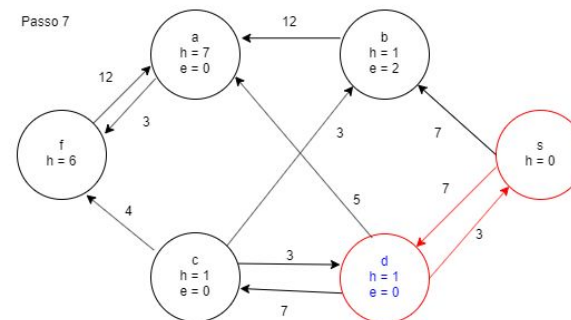 Passo 7
a
h = 7
e = 0
12
b
h = 1
e = 2
12
3
f
h = 6
3
7
s
h = 0
7
3
4
5
c
h = 1
e = 0
3
7
d
h = 1
e = 0